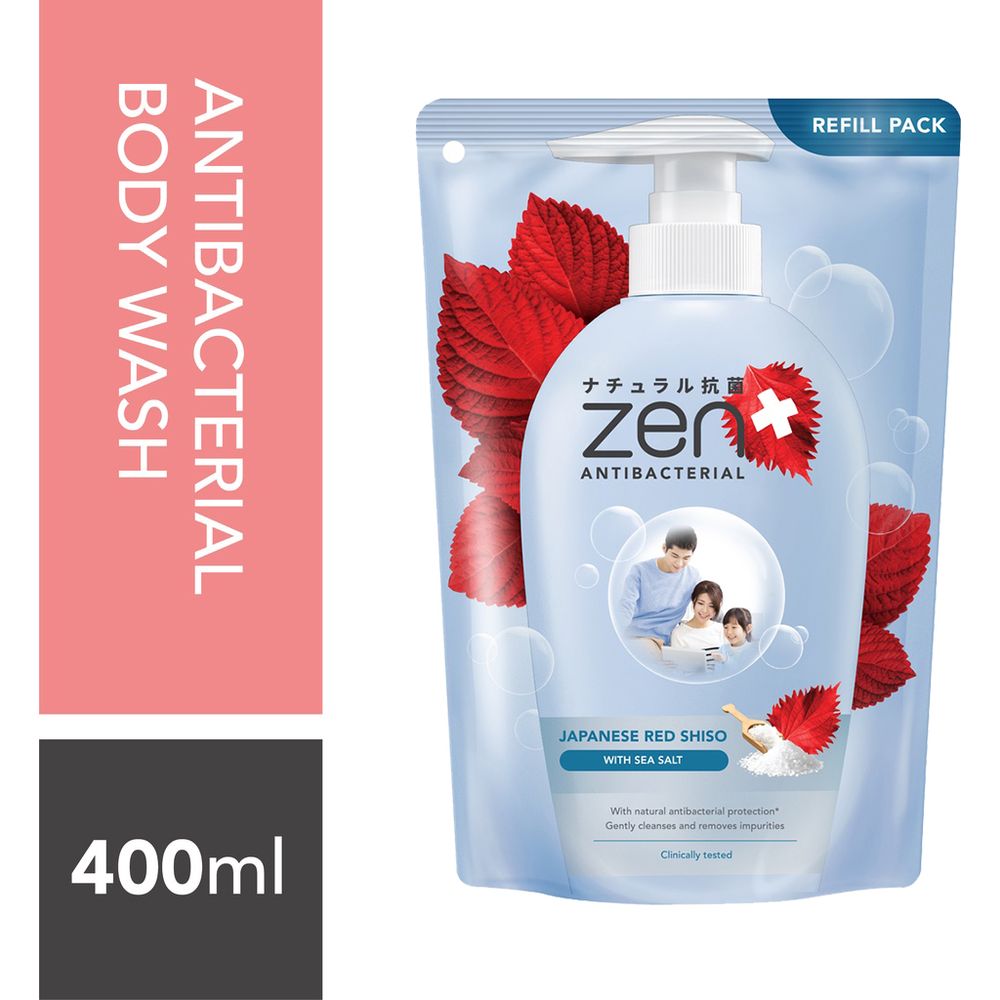 ANTIBACTERIAL
BODY WASH
400ml
REFILL PACK
ナチュラル抗菌
zen
ANTIBACTERIAL
JAPANESE RED SHISO
WITH SEA SALT
With natural antibacterial protection*
Gently cleanses and removes impurities
Clinically tested